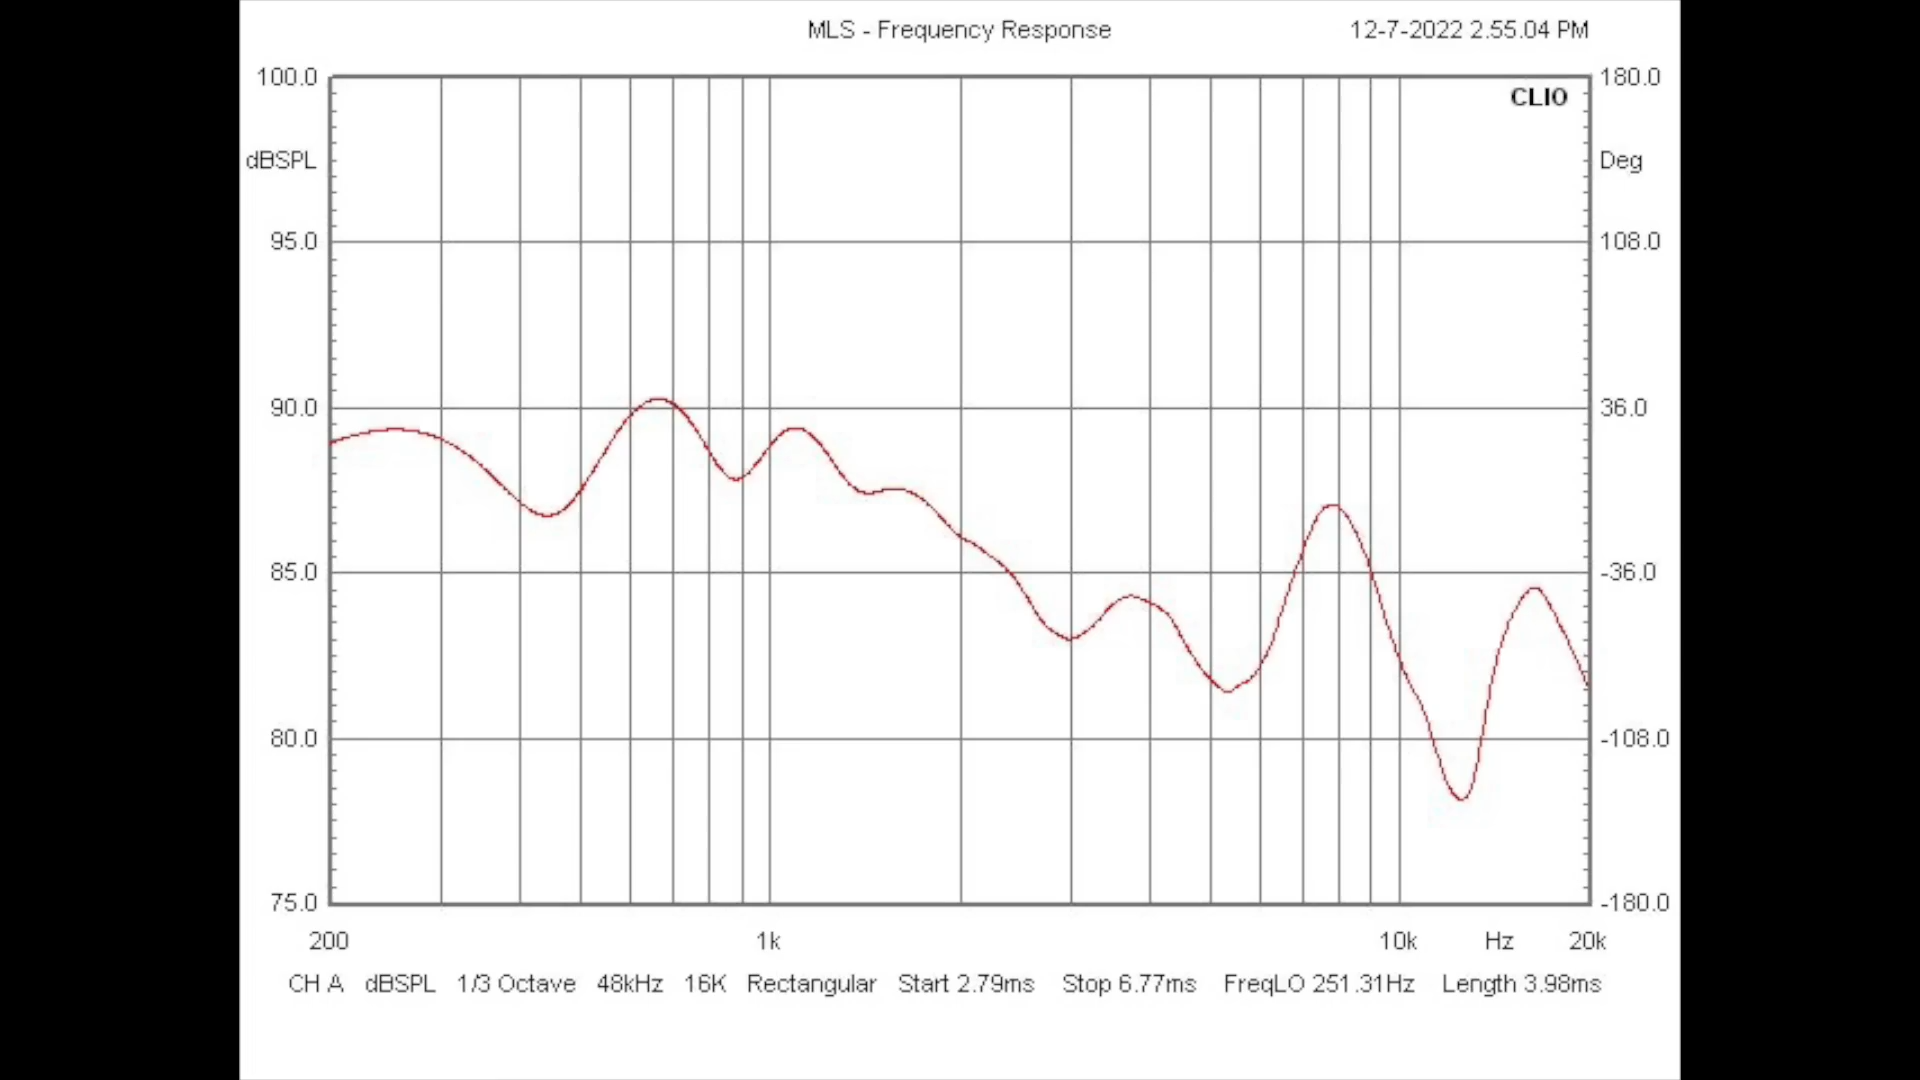 MLS - Frequency Response 12-7-2022 2.55.04 PM
100.0 180.0
CLIO
dBSPL Deg
95.0 108.0
90.0 36.0
85.0 -36.0
80.0 -108.0
75.0 -180.0
200 1k 10k Hz 20k
CH A dBSPL 1/3 Octave 48kHz 16K Rectangular Start 2.79ms Stop 6.77ms FreqLO 251.31Hz Length 3.98ms